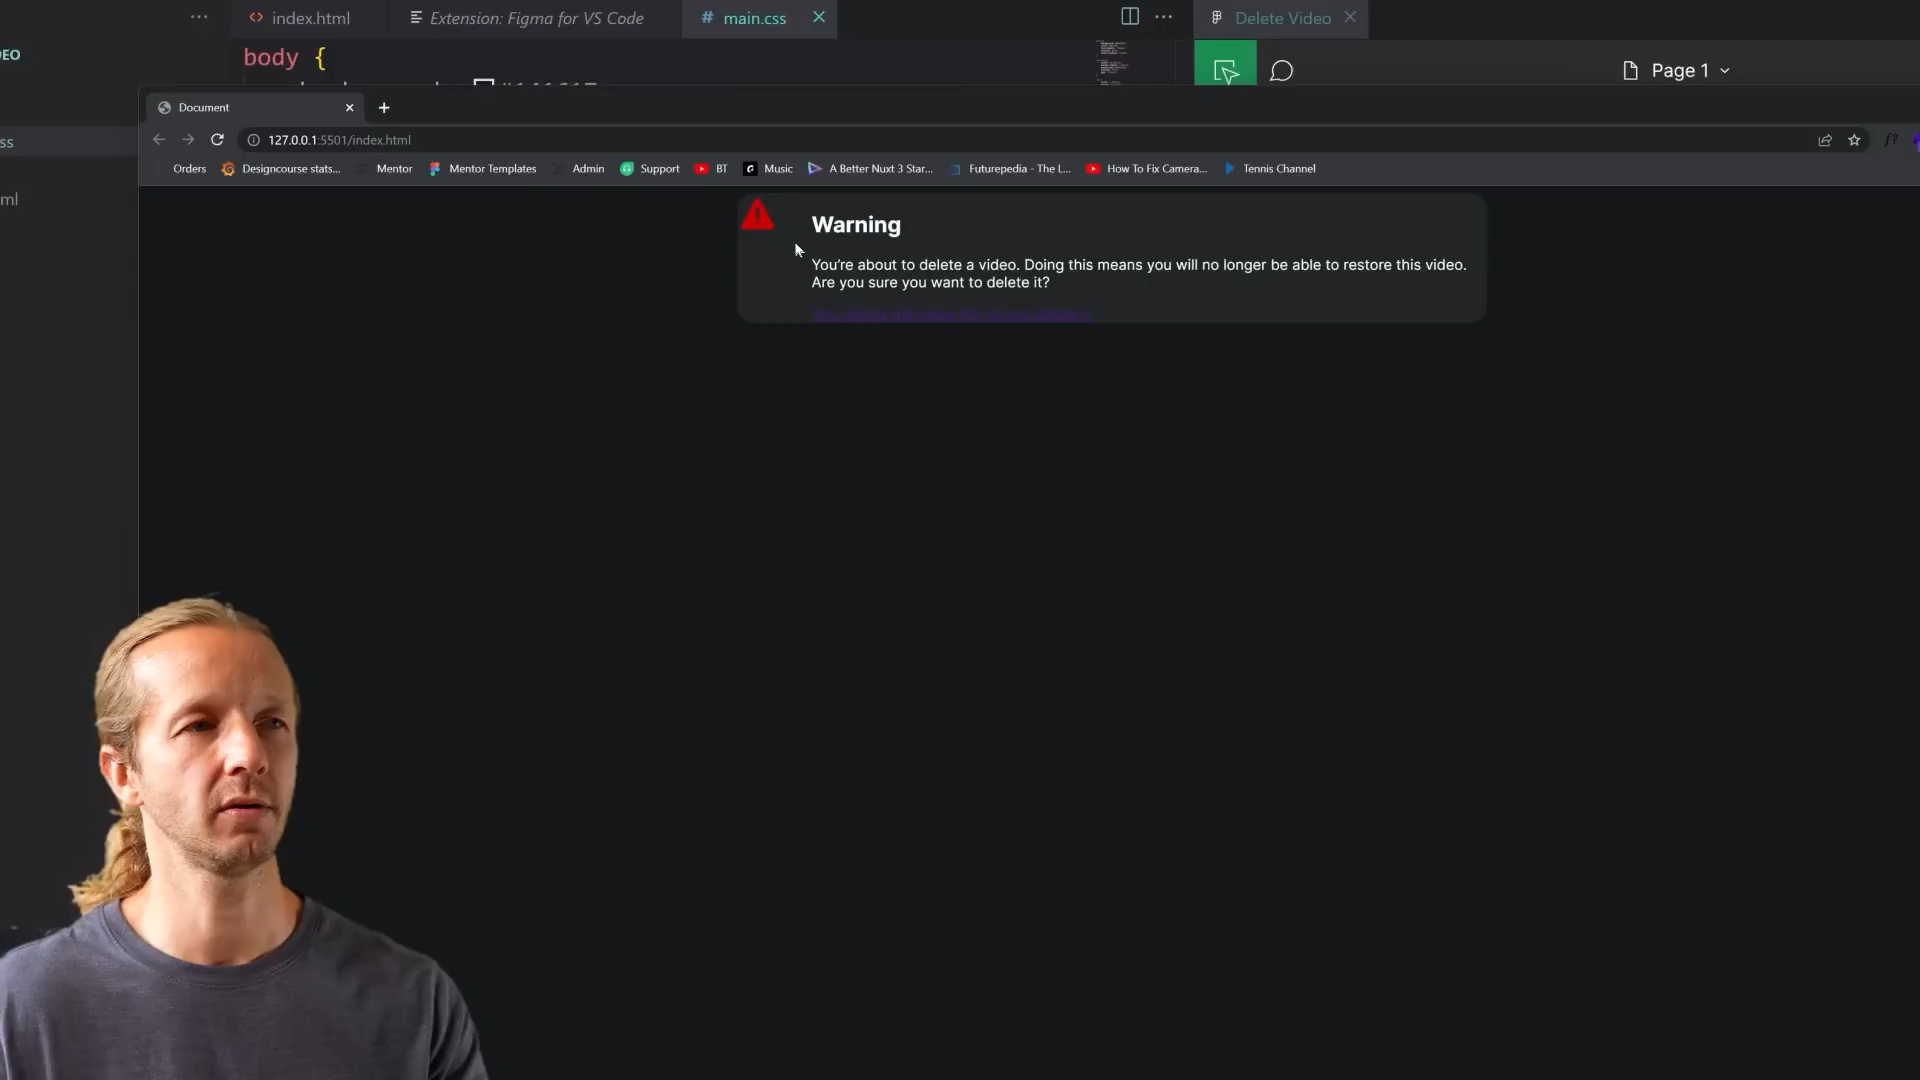 index.html
Extension: Figma for VS Code
# main.css
Delete Video
EO
body {
Page 1
Document
ss
127.0.0.1:5501/index.html
Orders
Designcourse stats...
Mentor
Mentor Templates
Admin
Support
BT
Music
A Better Nuxt 3 Star...
Futurepedia - The L...
How To Fix Camera...
Tennis Channel
ml
Warning
You're about to delete a video. Doing this means you will no longer be able to restore this video.
Are you sure you want to delete it?